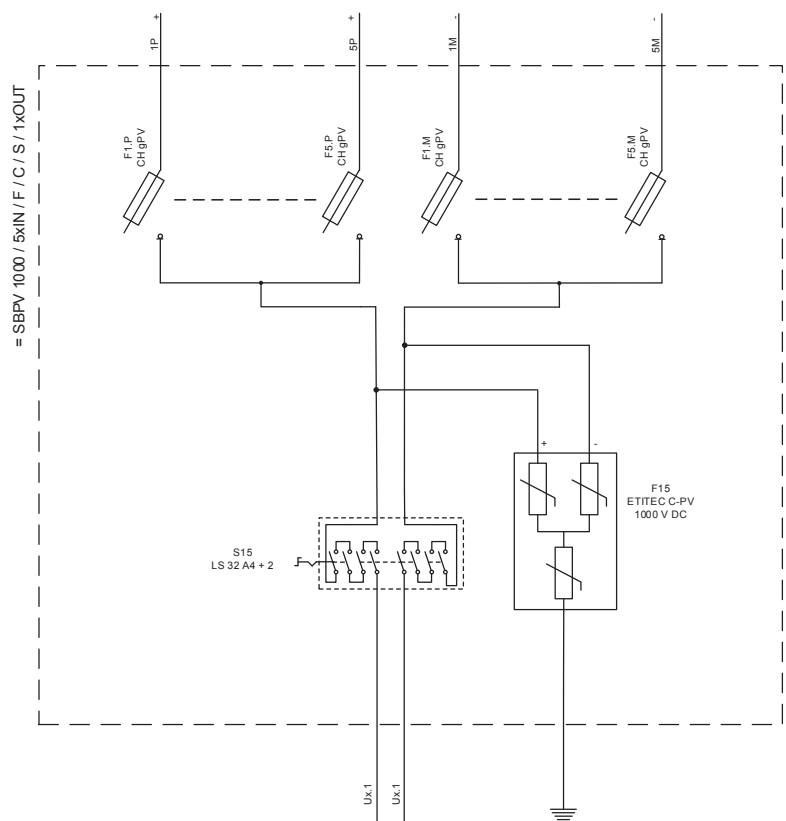 +
+
-
-
1P
5P
1M
5M
= SBPV 1000 / 5xIN / F / C / S / 1xOUT
F1.P
CH gPV
F5.P
CH gPV
F1.M
CH gPV
F5.M
CH gPV
+
-
F15
ETITEC C-PV
1000 V DC
S15
LS 32 A4 + 2
Ux.1
Ux.1